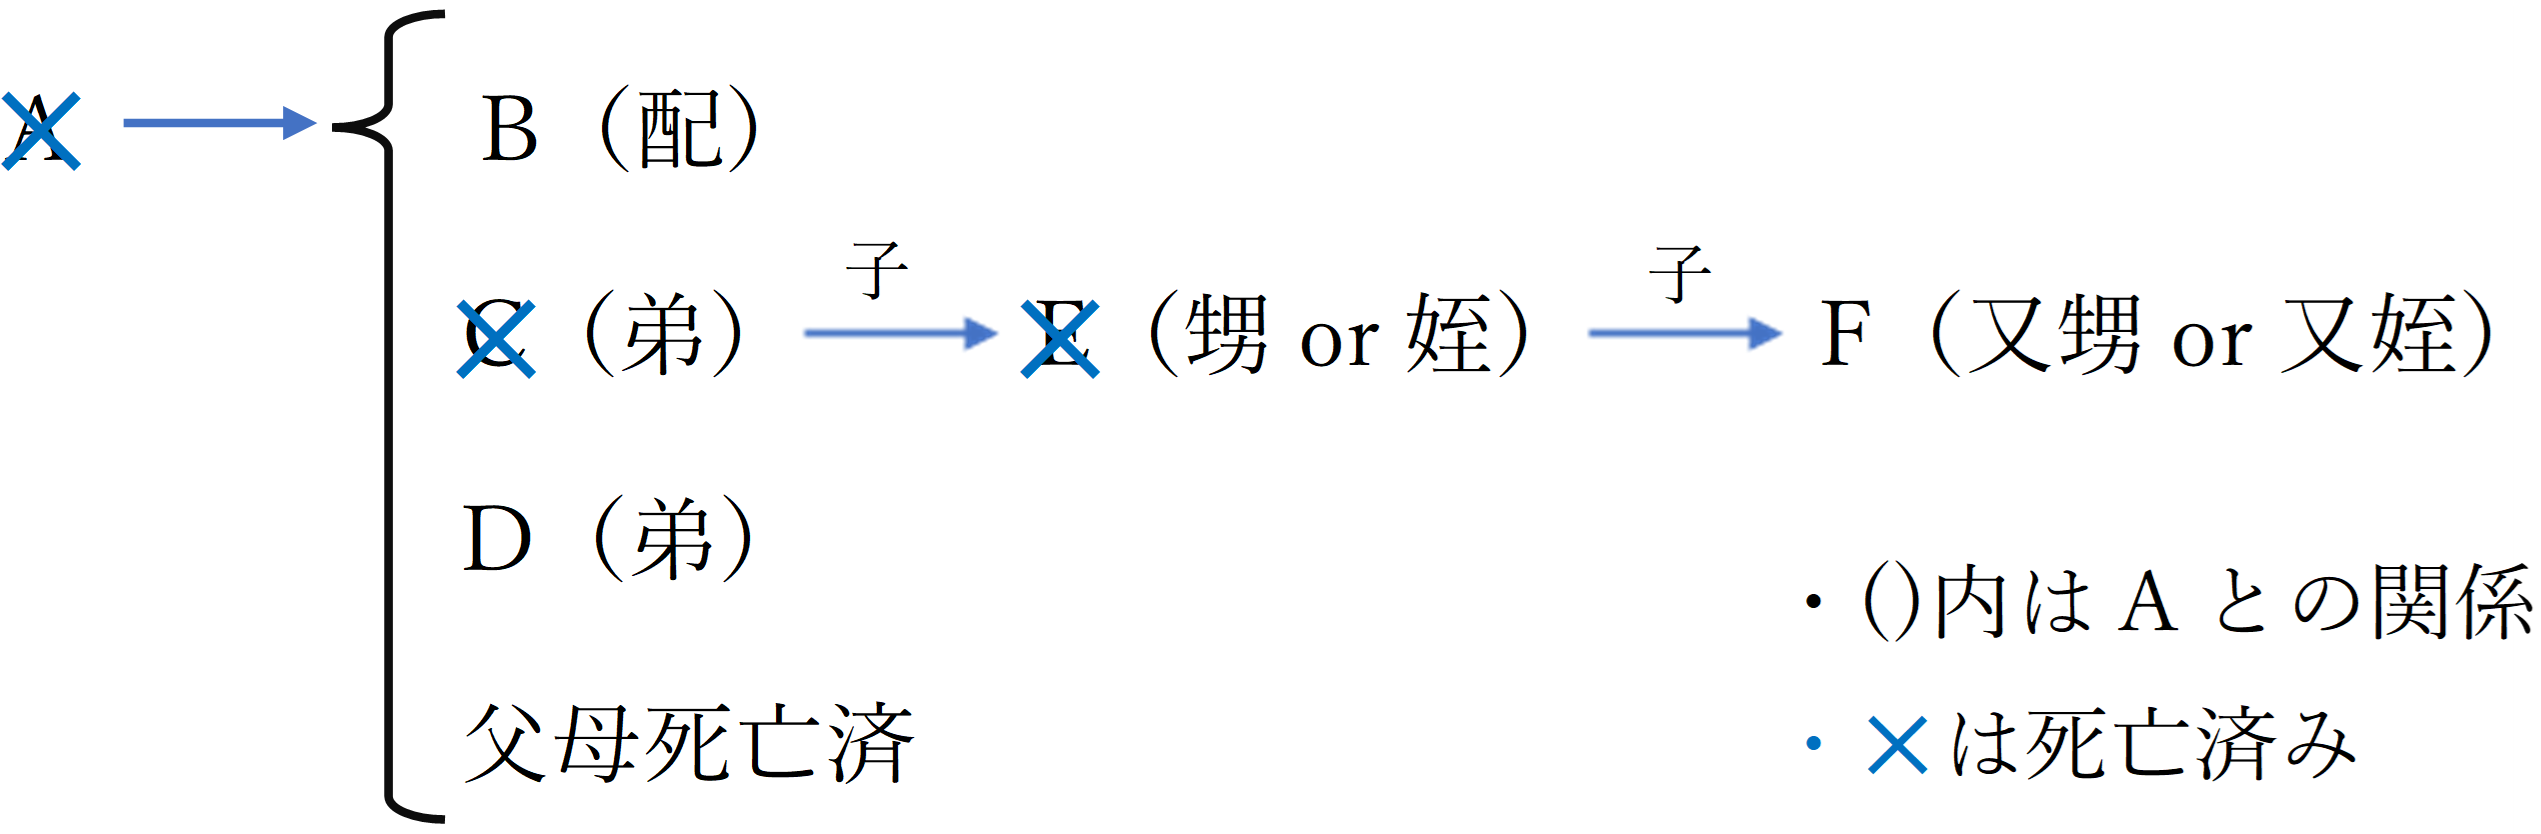 A B（配）
子 子
C（弟） E（甥 or 姪） F（又甥 or 又姪）
D（弟）
・()内は A との関係
父母死亡済
・×は死亡済み